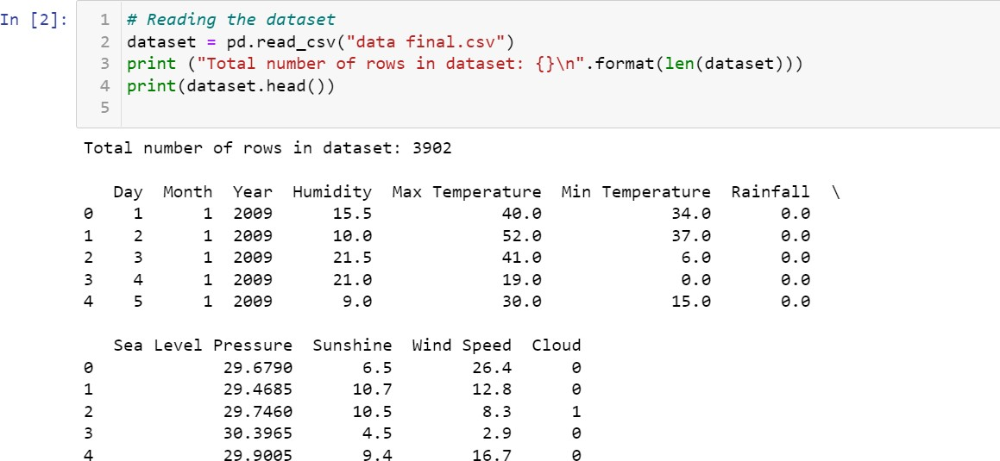 In [2]:
1 # Reading the dataset
2 dataset = pd.read_csv("data final.csv")
3 print ("Total number of rows in dataset: {}\n".format(len(dataset)))
4 print(dataset.head())
5
Total number of rows in dataset: 3902
Day Month Year Humidity Max Temperature Min Temperature Rainfall \
0 1 1 2009 15.5 40.0 34.0 0.0
1 2 1 2009 10.0 52.0 37.0 0.0
2 3 1 2009 21.5 41.0 6.0 0.0
3 4 1 2009 21.0 19.0 0.0 0.0
4 5 1 2009 9.0 30.0 15.0 0.0
Sea Level Pressure Sunshine Wind Speed Cloud
0 29.6790 6.5 26.4 0
1 29.4685 10.7 12.8 0
2 29.7460 10.5 8.3 1
3 30.3965 4.5 2.9 0
4 29.9005 9.4 16.7 0